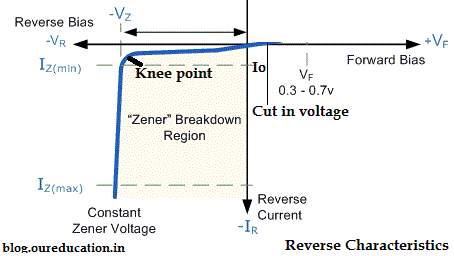 Reverse Bias
-VZ
-VR
+VF
Forward Bias
IZ(min)
Knee point
Io
VF
0.3 - 0.7v
Cut in voltage
“Zener” Breakdown
Region
IZ(max)
Constant
Zener Voltage
Reverse
Current
-IR
blog.oureducation.in
Reverse Characteristics